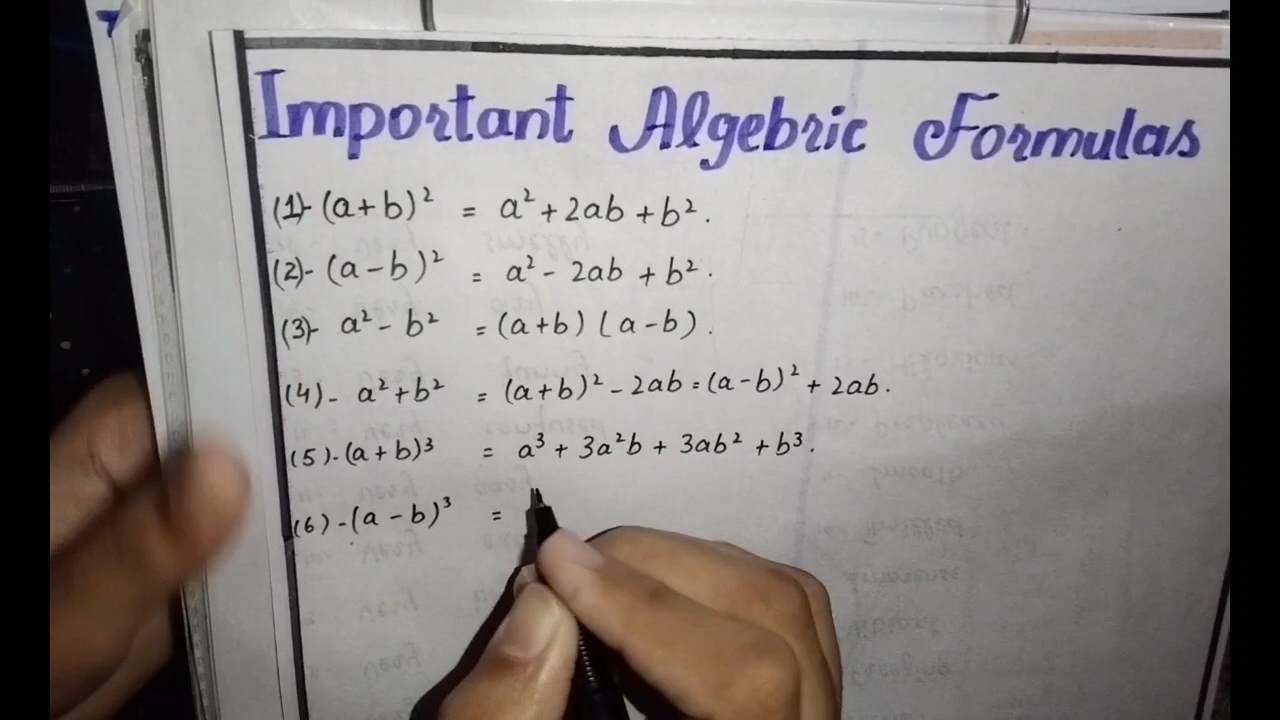 Important Algebric Formulas
(1)- (a+b)² = a² + 2ab + b².
(2)- (a-b)² = a² - 2ab + b².
(3)- a² - b² = (a+b) (a-b).
(4)- a² + b² = (a+b)² - 2ab = (a-b)² + 2ab.
(5)- (a+b)³ = a³ + 3a²b + 3ab² + b³.
(6)- (a-b)³ =